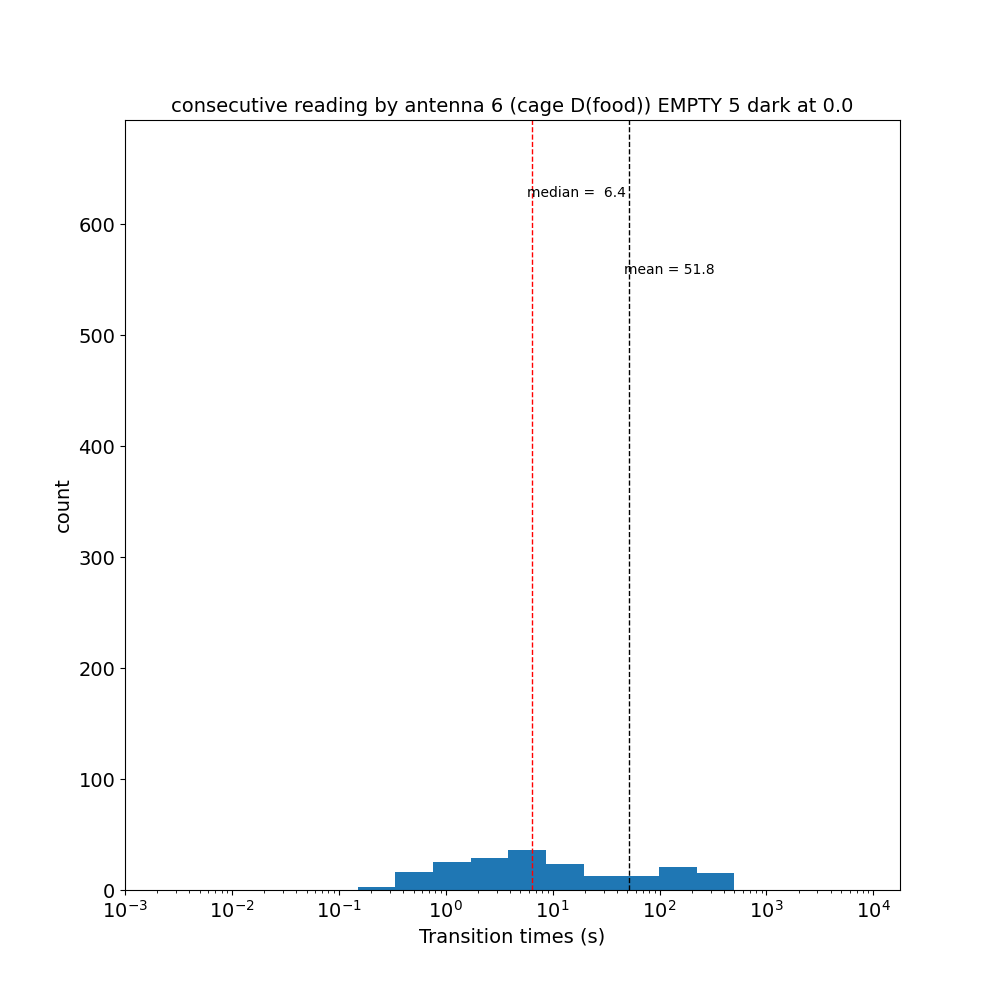 consecutive reading by antenna 6 (cage D(food)) EMPTY 5 dark at 0.0
median =  6.4
mean = 51.8
600
500
400
300
200
100
0
count
10⁻³ 10⁻² 10⁻¹ 10⁰ 10¹ 10² 10³ 10⁴
Transition times (s)